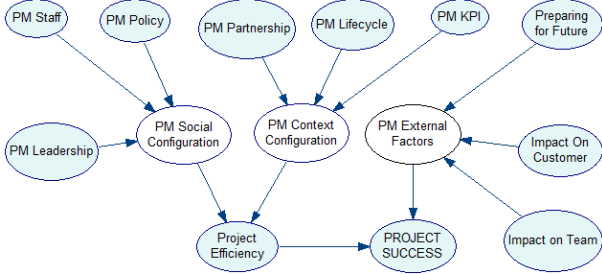 PM Staff
PM Policy
PM Partnership
PM Lifecycle
PM KPI
Preparing
for Future
PM Leadership
PM Social
Configuration
PM Context
Configuration
PM External
Factors
Impact On
Customer
Project
Efficiency
PROJECT
SUCCESS
Impact on Team